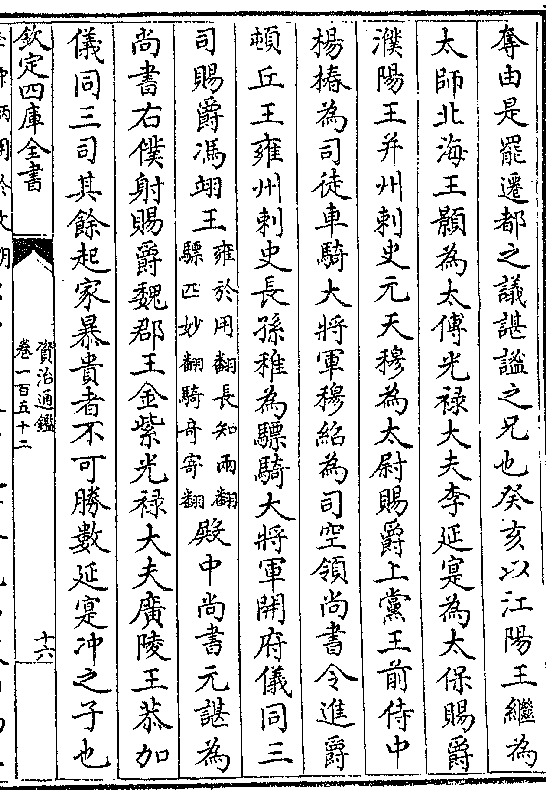 奪由是罷遷都之議諶謐之兄也癸亥以江陽王繼為
太師北海王顥為太傅光禄大夫李延寔為太保賜爵
濮陽王并州刺史元天穆為太尉賜爵上黨王前侍中
楊椿為司徒車騎大將軍穆紹為司空領尚書令進爵
頓丘王雍州刺史長孫稚為驃騎大將軍開府儀同三
司賜爵馮翊王雍於用翻長知兩翻驃匹妙翻騎奇寄翻殿中尚書元諶為
尚書右僕射賜爵魏郡王金紫光禄大夫廣陵王恭加
儀同三司其餘起家暴貴者不可勝數延寔沖之子也
欽定四庫全書
資治通鑑
卷一百五十二
十六